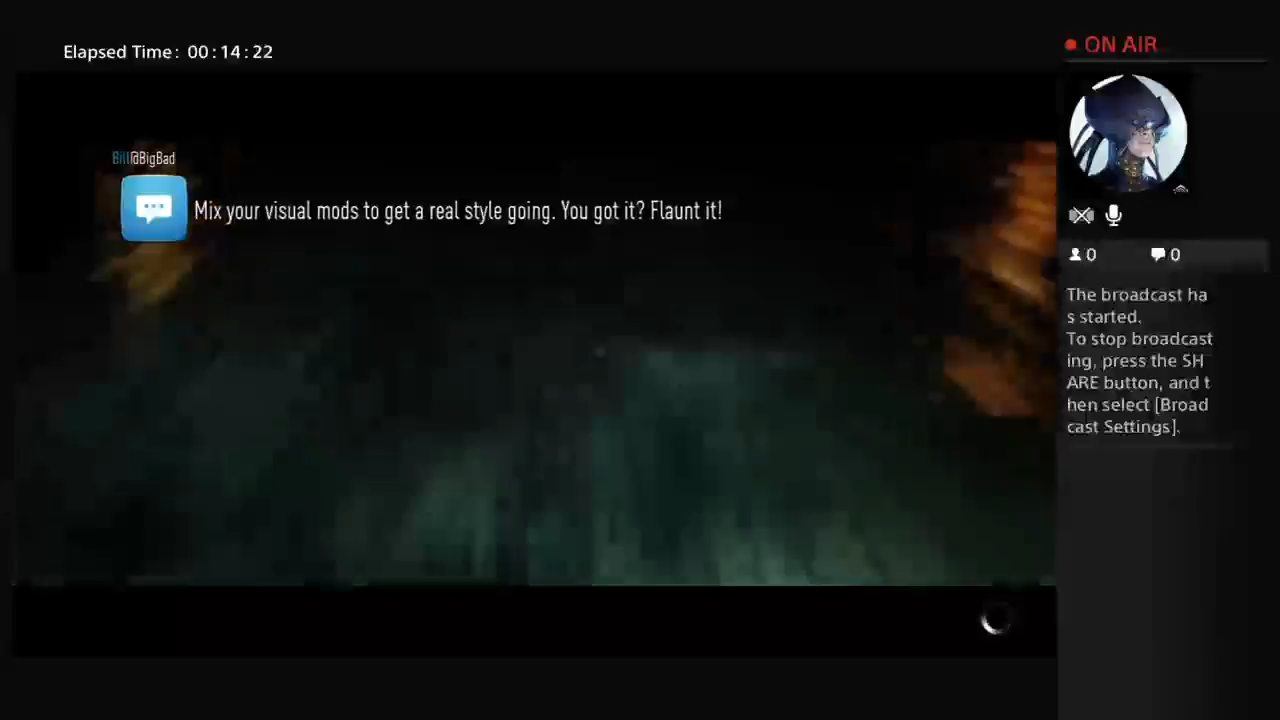 Elapsed Time: 00:14:22
ON AIR
Bill@BigBad
Mix your visual mods to get a real style going. You got it? Flaunt it!
0 0
The broadcast ha
s started.
To stop broadcast
ing, press the SH
ARE button, and t
hen select [Broad
cast Settings].